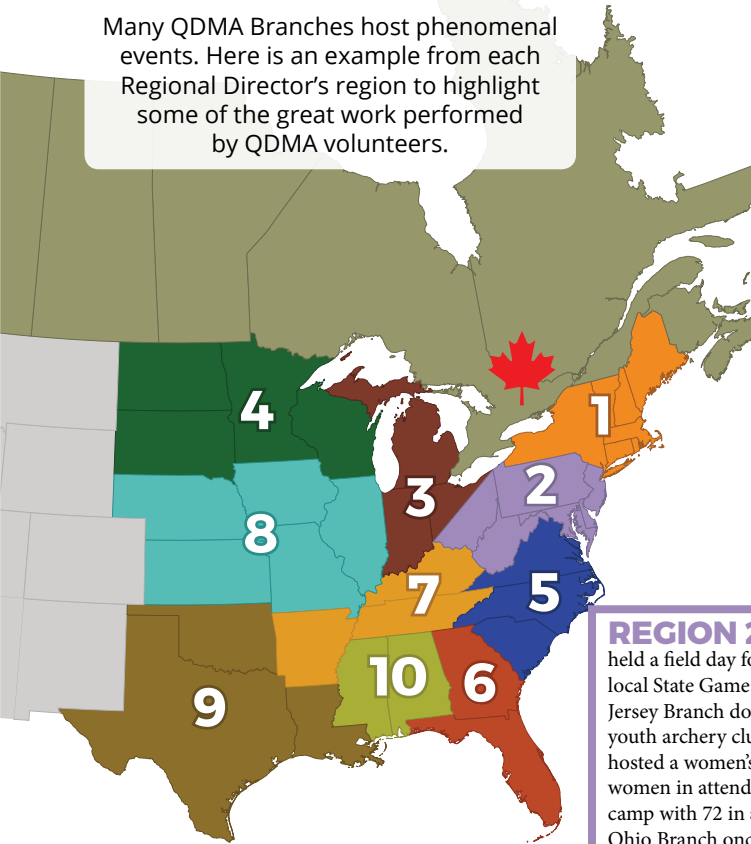 Many QDMA Branches host phenomenal
events. Here is an example from each
Regional Director's region to highlight
some of the great work performed
by QDMA volunteers.
1
4
2
3
8
5
7
10
6
9
REGION 2
held a field day fo
local State Game
Jersey Branch do
youth archery clu
hosted a women's
women in attend
camp with 72 in a
Ohio Branch onc